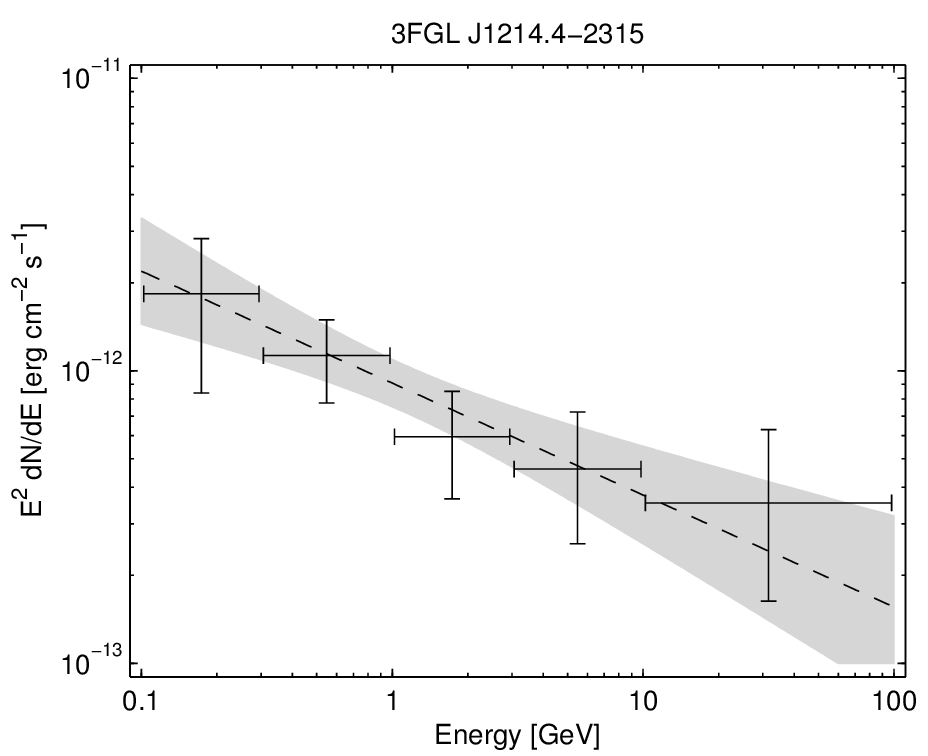 3FGL J1214.4−2315
10⁻¹¹
10⁻¹²
10⁻¹³
E² dN/dE [erg cm⁻² s⁻¹]
0.1 1 10 100
Energy [GeV]